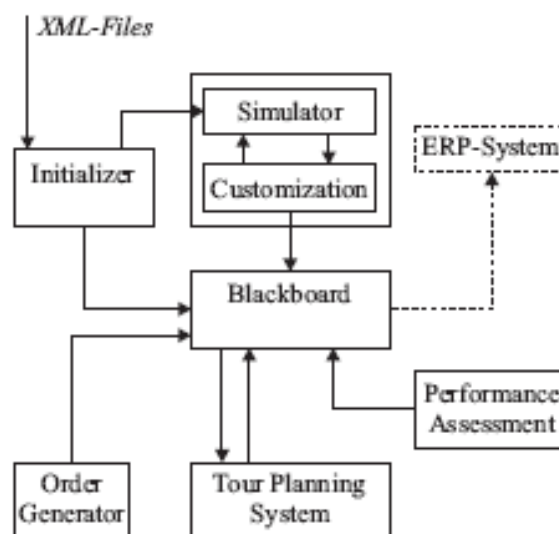 XML-Files
Simulator
ERP-System
Initializer
Customization
Blackboard
Performance
Assessment
Order
Generator
Tour Planning
System